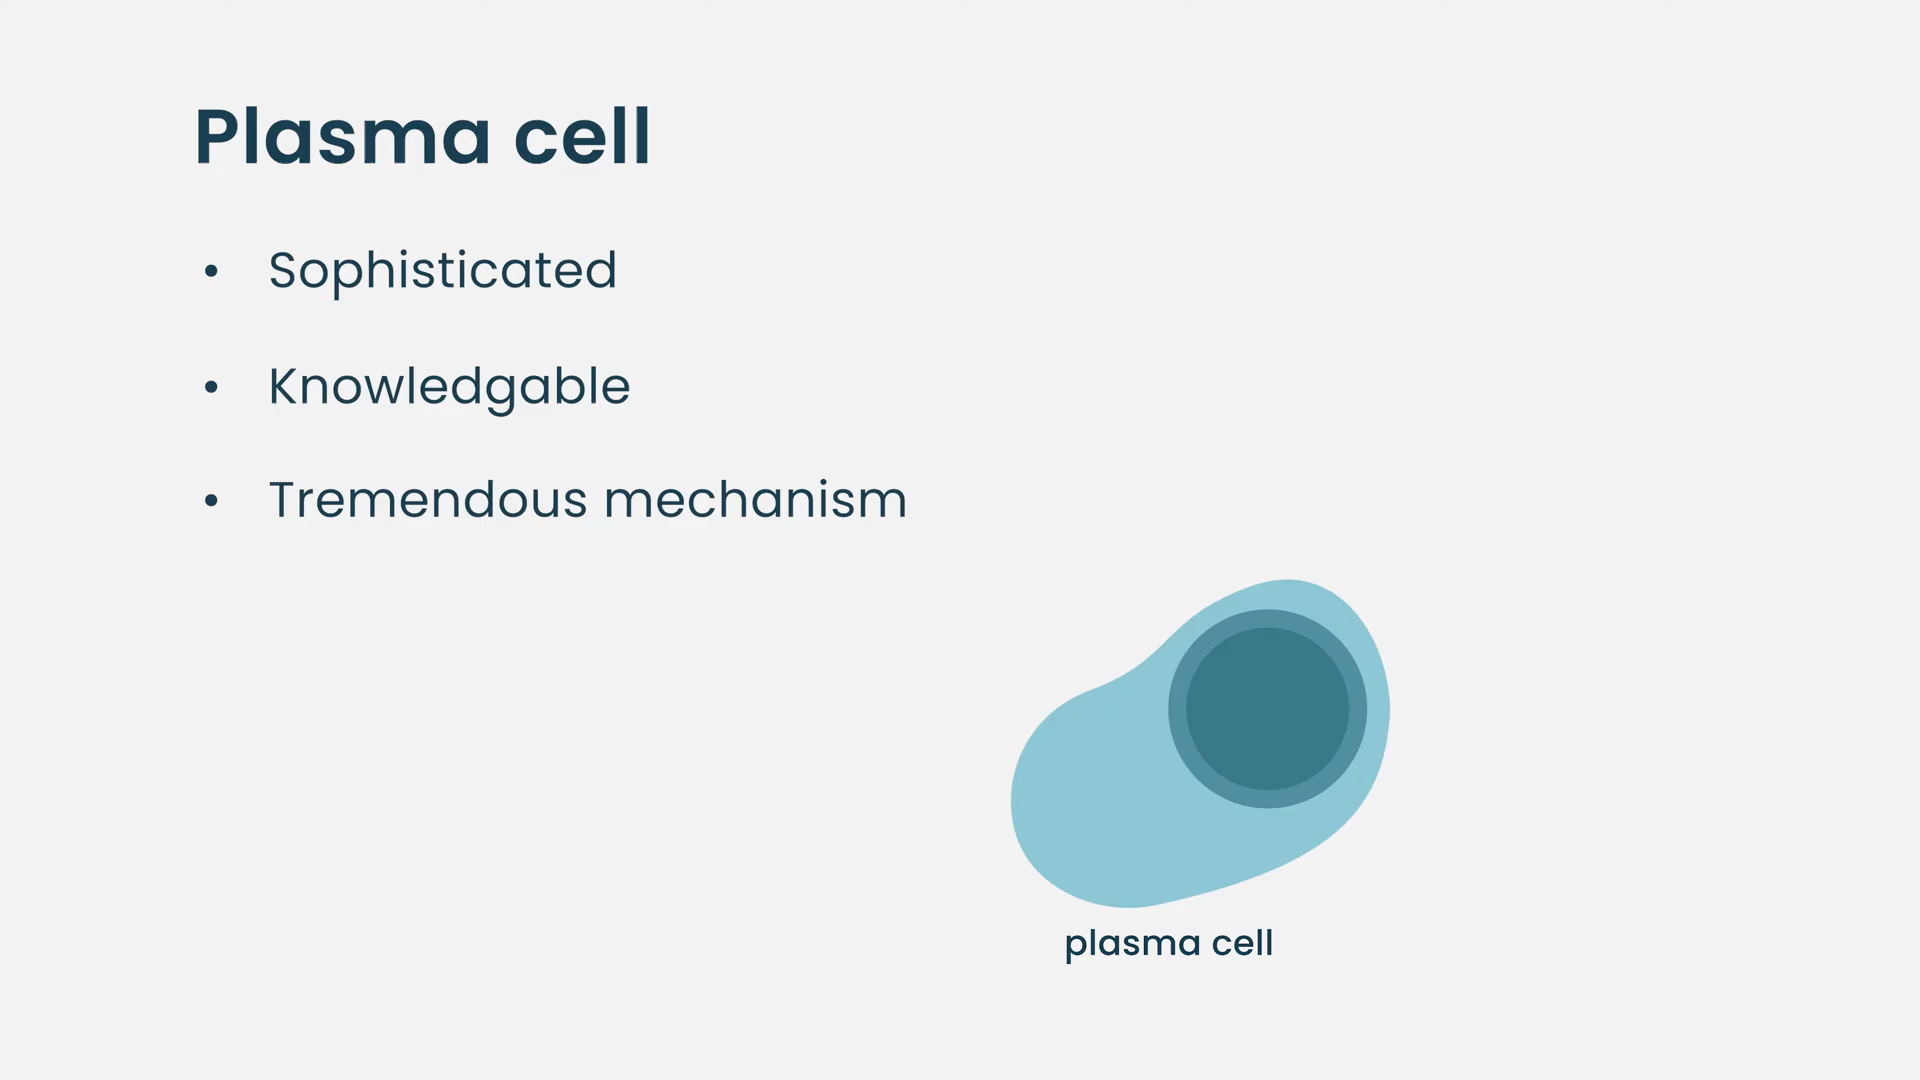 Plasma cell
• Sophisticated
• Knowledgable
• Tremendous mechanism
plasma cell